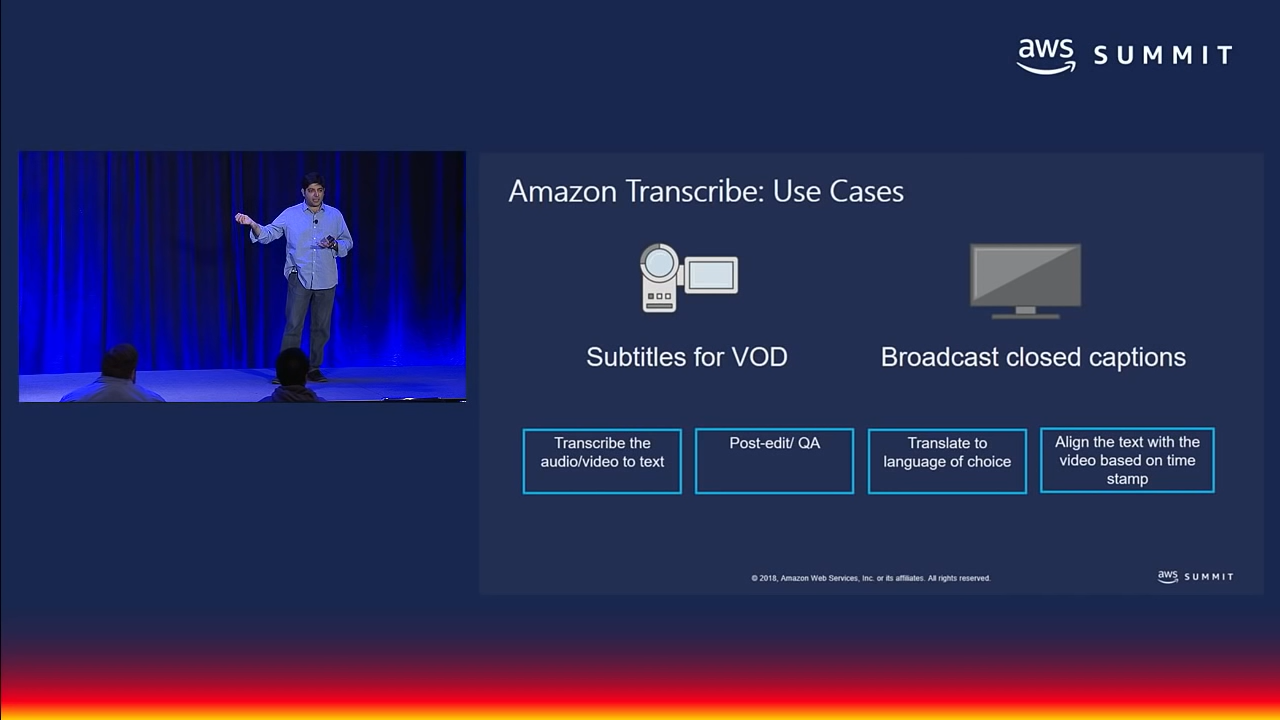 aws SUMMIT
Amazon Transcribe: Use Cases
Subtitles for VOD
Broadcast closed captions
Transcribe the
audio/video to text
Post-edit/ QA
Translate to
language of choice
Align the text with the
video based on time
stamp
© 2018, Amazon Web Services, Inc. or its affiliates. All rights reserved.
aws SUMMIT